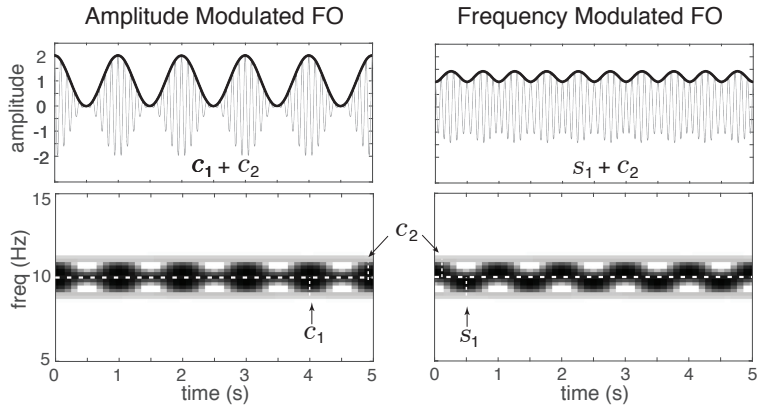 Amplitude Modulated FO
Frequency Modulated FO
amplitude
2
1
0
-1
-2
c1 + c2
s1 + c2
freq (Hz)
15
10
5
c2
c1
s1
0 1 2 3 4 5
time (s)
0 1 2 3 4 5
time (s)